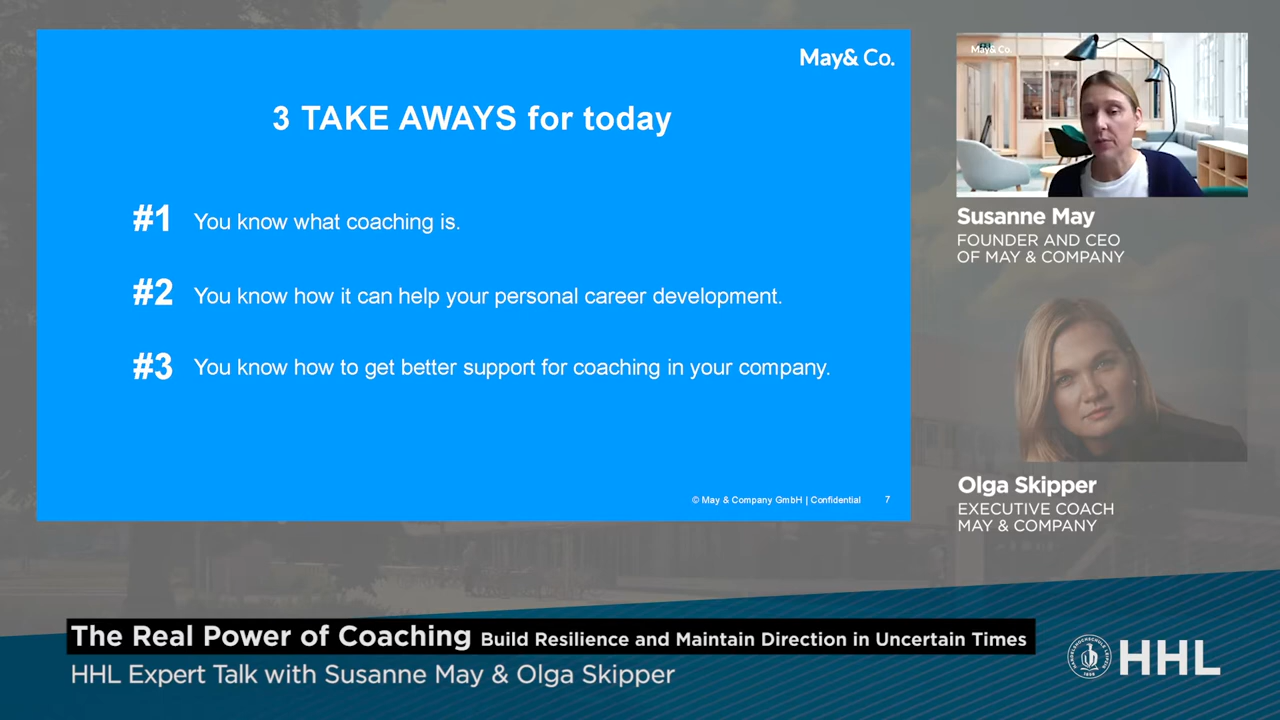 May& Co.
3 TAKE AWAYS for today
#1 You know what coaching is.
#2 You know how it can help your personal career development.
#3 You know how to get better support for coaching in your company.
© May & Company GmbH | Confidential 7
May& Co.
Susanne May
FOUNDER AND CEO
OF MAY & COMPANY
Olga Skipper
EXECUTIVE COACH
MAY & COMPANY
The Real Power of Coaching Build Resilience and Maintain Direction in Uncertain Times
HHL Expert Talk with Susanne May & Olga Skipper
HHL